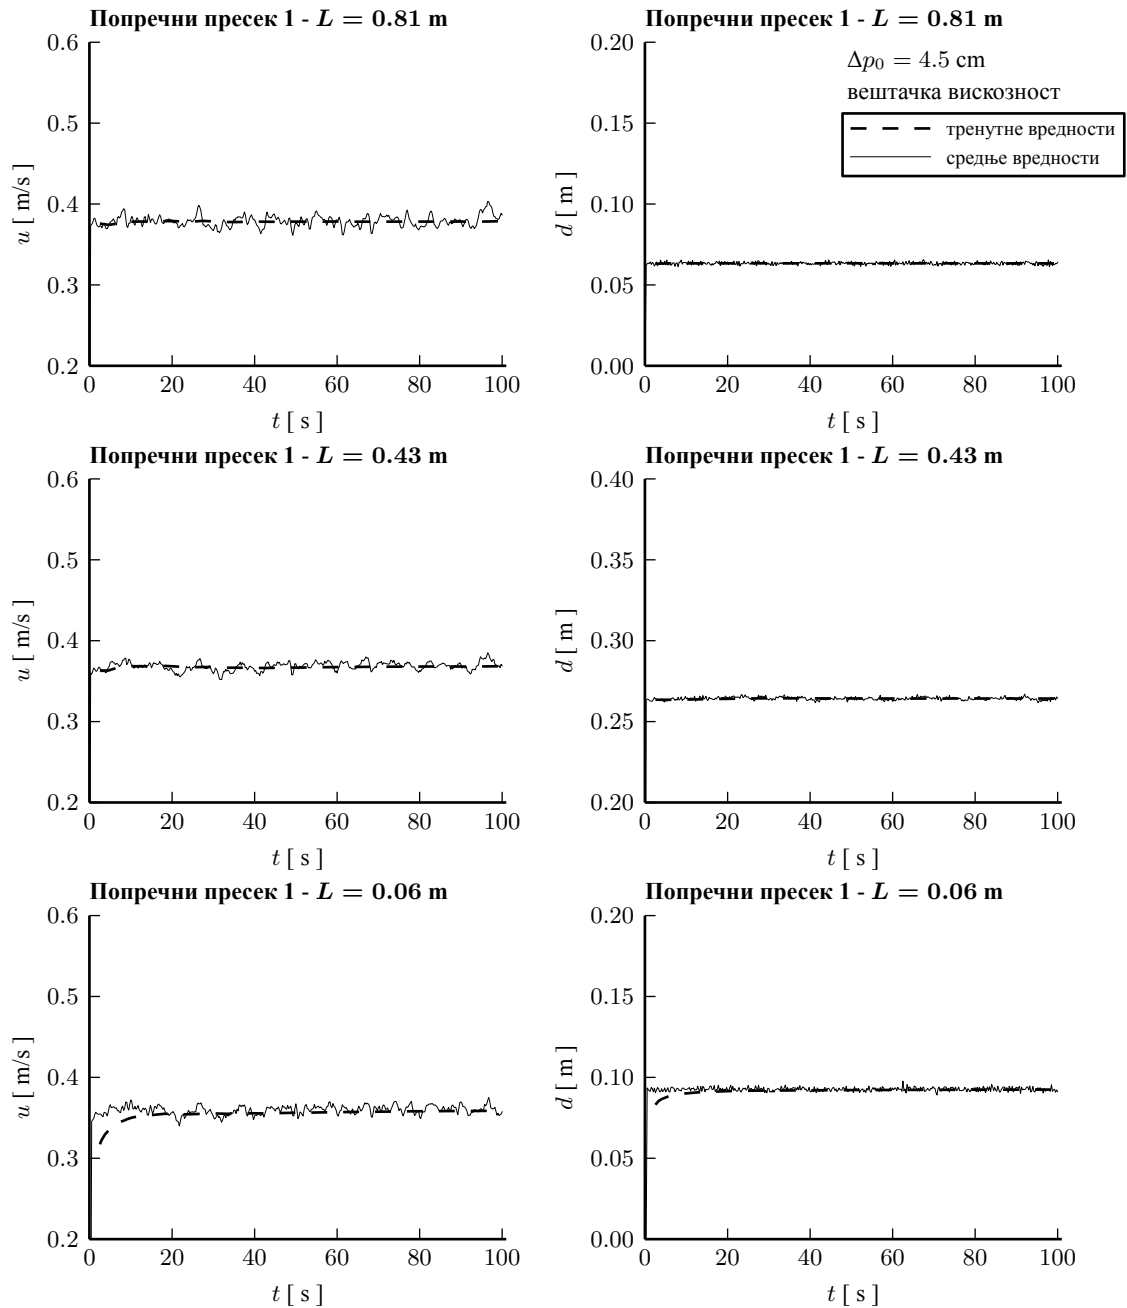 Попречни пресек 1 - L = 0.81 m
0.6
0.5
0.4
0.3
0.2
u [ m/s ]
0 20 40 60 80 100
t [ s ]
Попречни пресек 1 - L = 0.81 m
0.20
0.15
0.10
0.05
0.00
d [ m ]
0 20 40 60 80 100
t [ s ]
Δp₀ = 4.5 cm
вештачка вискозност
тренутне вредности
средње вредности
Попречни пресек 1 - L = 0.43 m
0.6
0.5
0.4
0.3
0.2
u [ m/s ]
0 20 40 60 80 100
t [ s ]
Попречни пресек 1 - L = 0.43 m
0.40
0.35
0.30
0.25
0.20
d [ m ]
0 20 40 60 80 100
t [ s ]
Попречни пресек 1 - L = 0.06 m
0.6
0.5
0.4
0.3
0.2
u [ m/s ]
0 20 40 60 80 100
t [ s ]
Попречни пресек 1 - L = 0.06 m
0.20
0.15
0.10
0.05
0.00
d [ m ]
0 20 40 60 80 100
t [ s ]